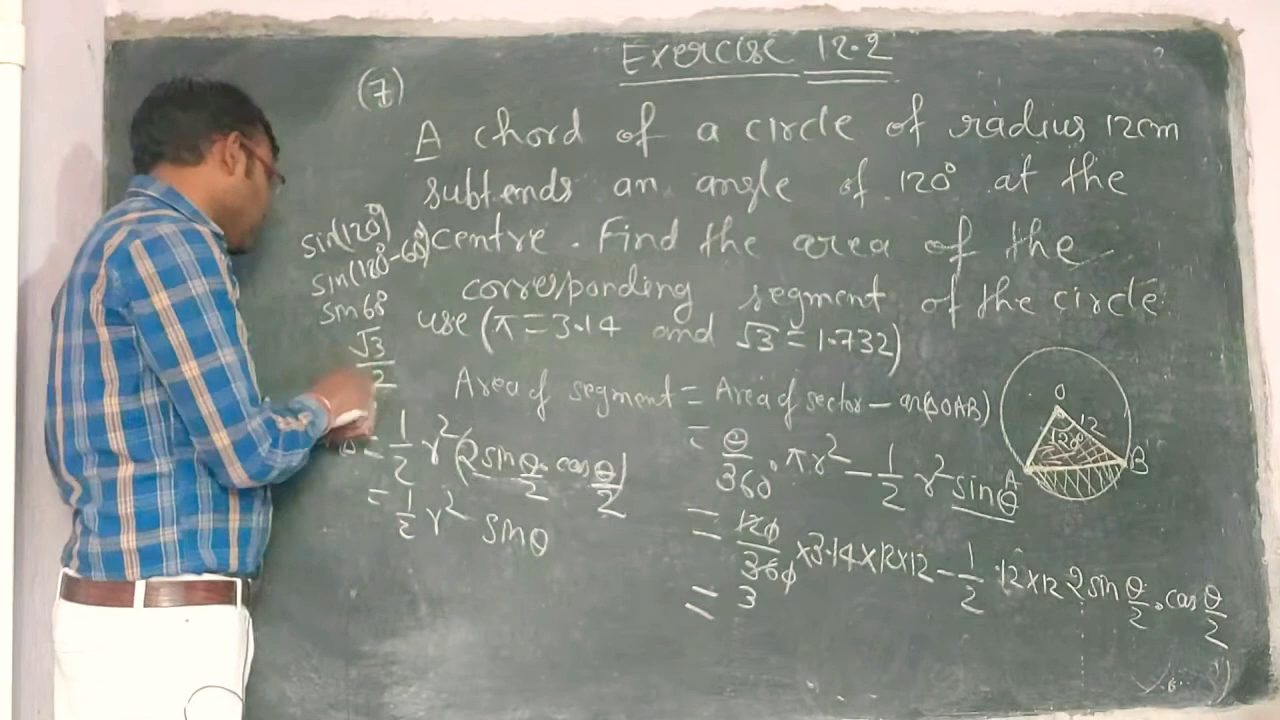 Exercise 12.2
(7)
A chord of a circle of radius 12cm
subtends an angle of 120° at the
centre. Find the area of the
corresponding segment of the circle.
use (π=3.14 and √3=1.732)
sin(120°)
sin(180°-60°)
sin60
√3/2
Area of segment = Area of sector - ar(ΔOAB)
= θ/360 . πr² - 1/2 r² sinθ
= 120/360 ×3.14×12×12 - 1/2 .12×12 2 sin θ/2 . cos θ/2
= 3
= 1/2 r² (2 sin θ/2 . cos θ/2)
= 1/2 r² sinθ
O
12
120°
A
B